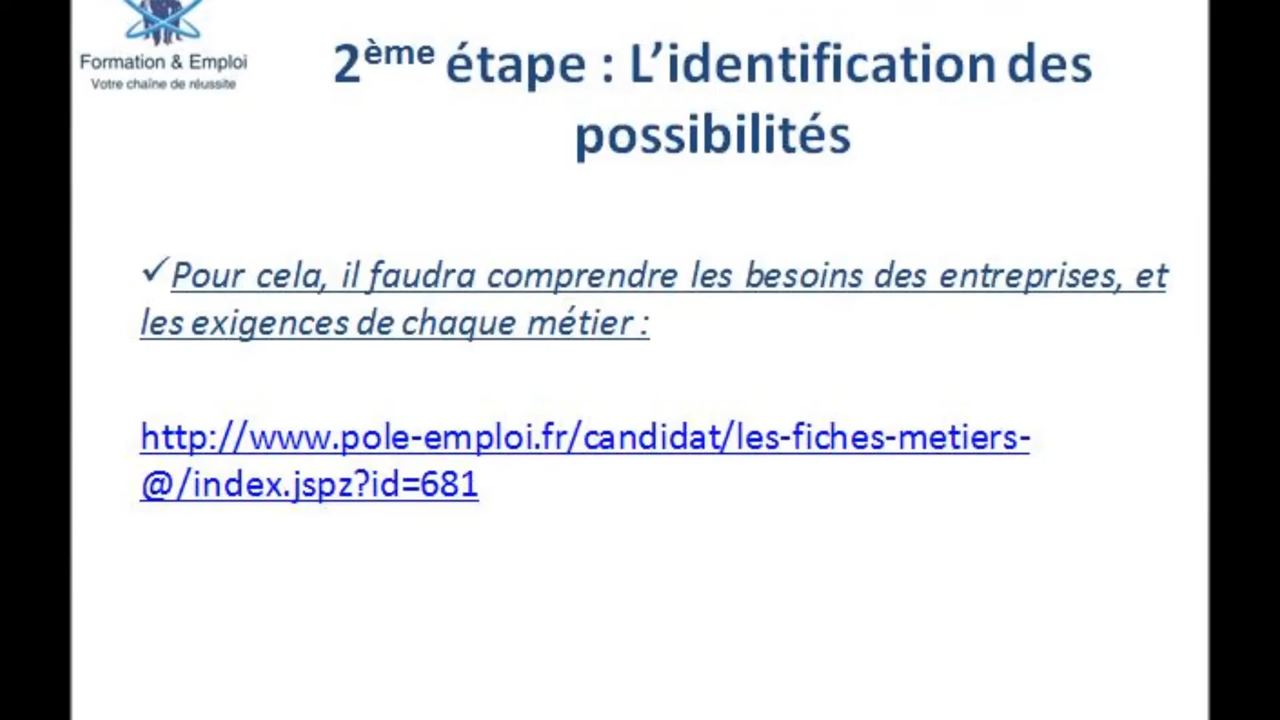 Formation & Emploi
Votre chaîne de réussite
2ème étape : L’identification des
possibilités
✓Pour cela, il faudra comprendre les besoins des entreprises, et
les exigences de chaque métier :
http://www.pole-emploi.fr/candidat/les-fiches-metiers-
@/index.jspz?id=681